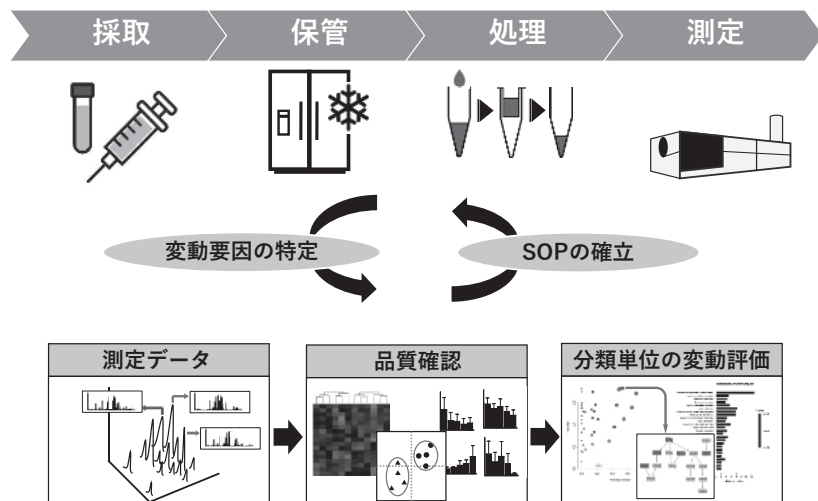 採取
保管
処理
測定
変動要因の特定
SOPの確立
測定データ
品質確認
分類単位の変動評価